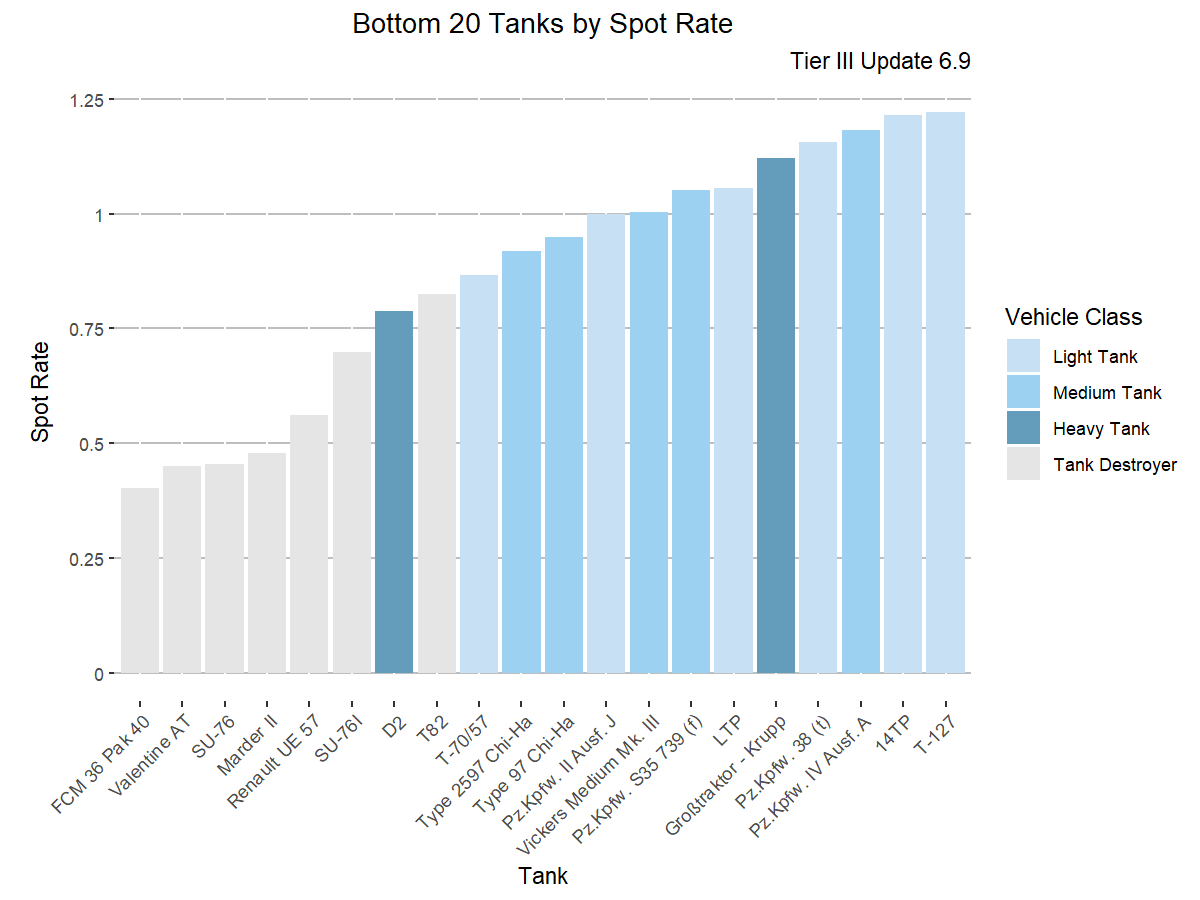 Bottom 20 Tanks by Spot Rate
Tier III Update 6.9
Spot Rate
1.25
1
0.75
0.5
0.25
0
FCM 36 Pak 40
Valentine AT
SU-76
Marder II
Renault UE 57
SU-76I
D2
T82
T-70/57
Type 2597 Chi-Ha
Type 97 Chi-Ha
Pz.Kpfw. II Ausf. J
Vickers Medium Mk. III
Pz.Kpfw. S35 739 (f)
LTP
Großtraktor - Krupp
Pz.Kpfw. 38 (t)
Pz.Kpfw. IV Ausf. A
14TP
T-127
Tank
Vehicle Class
Light Tank
Medium Tank
Heavy Tank
Tank Destroyer